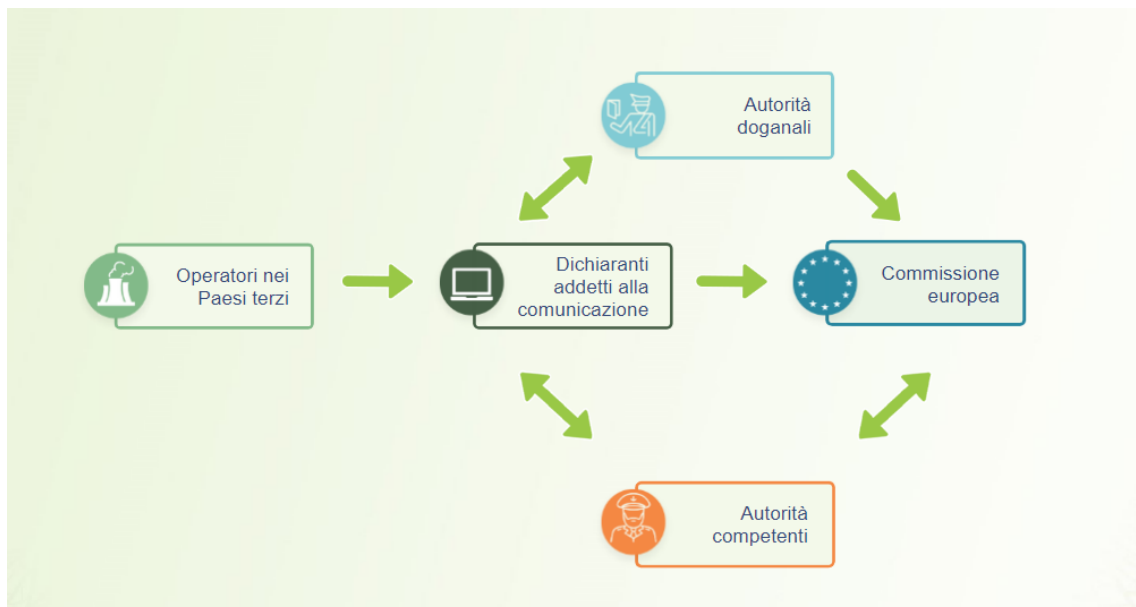 Autorità
doganali
Operatori nei
Paesi terzi
Dichiaranti
addetti alla
comunicazione
Commissione
europea
Autorità
competenti